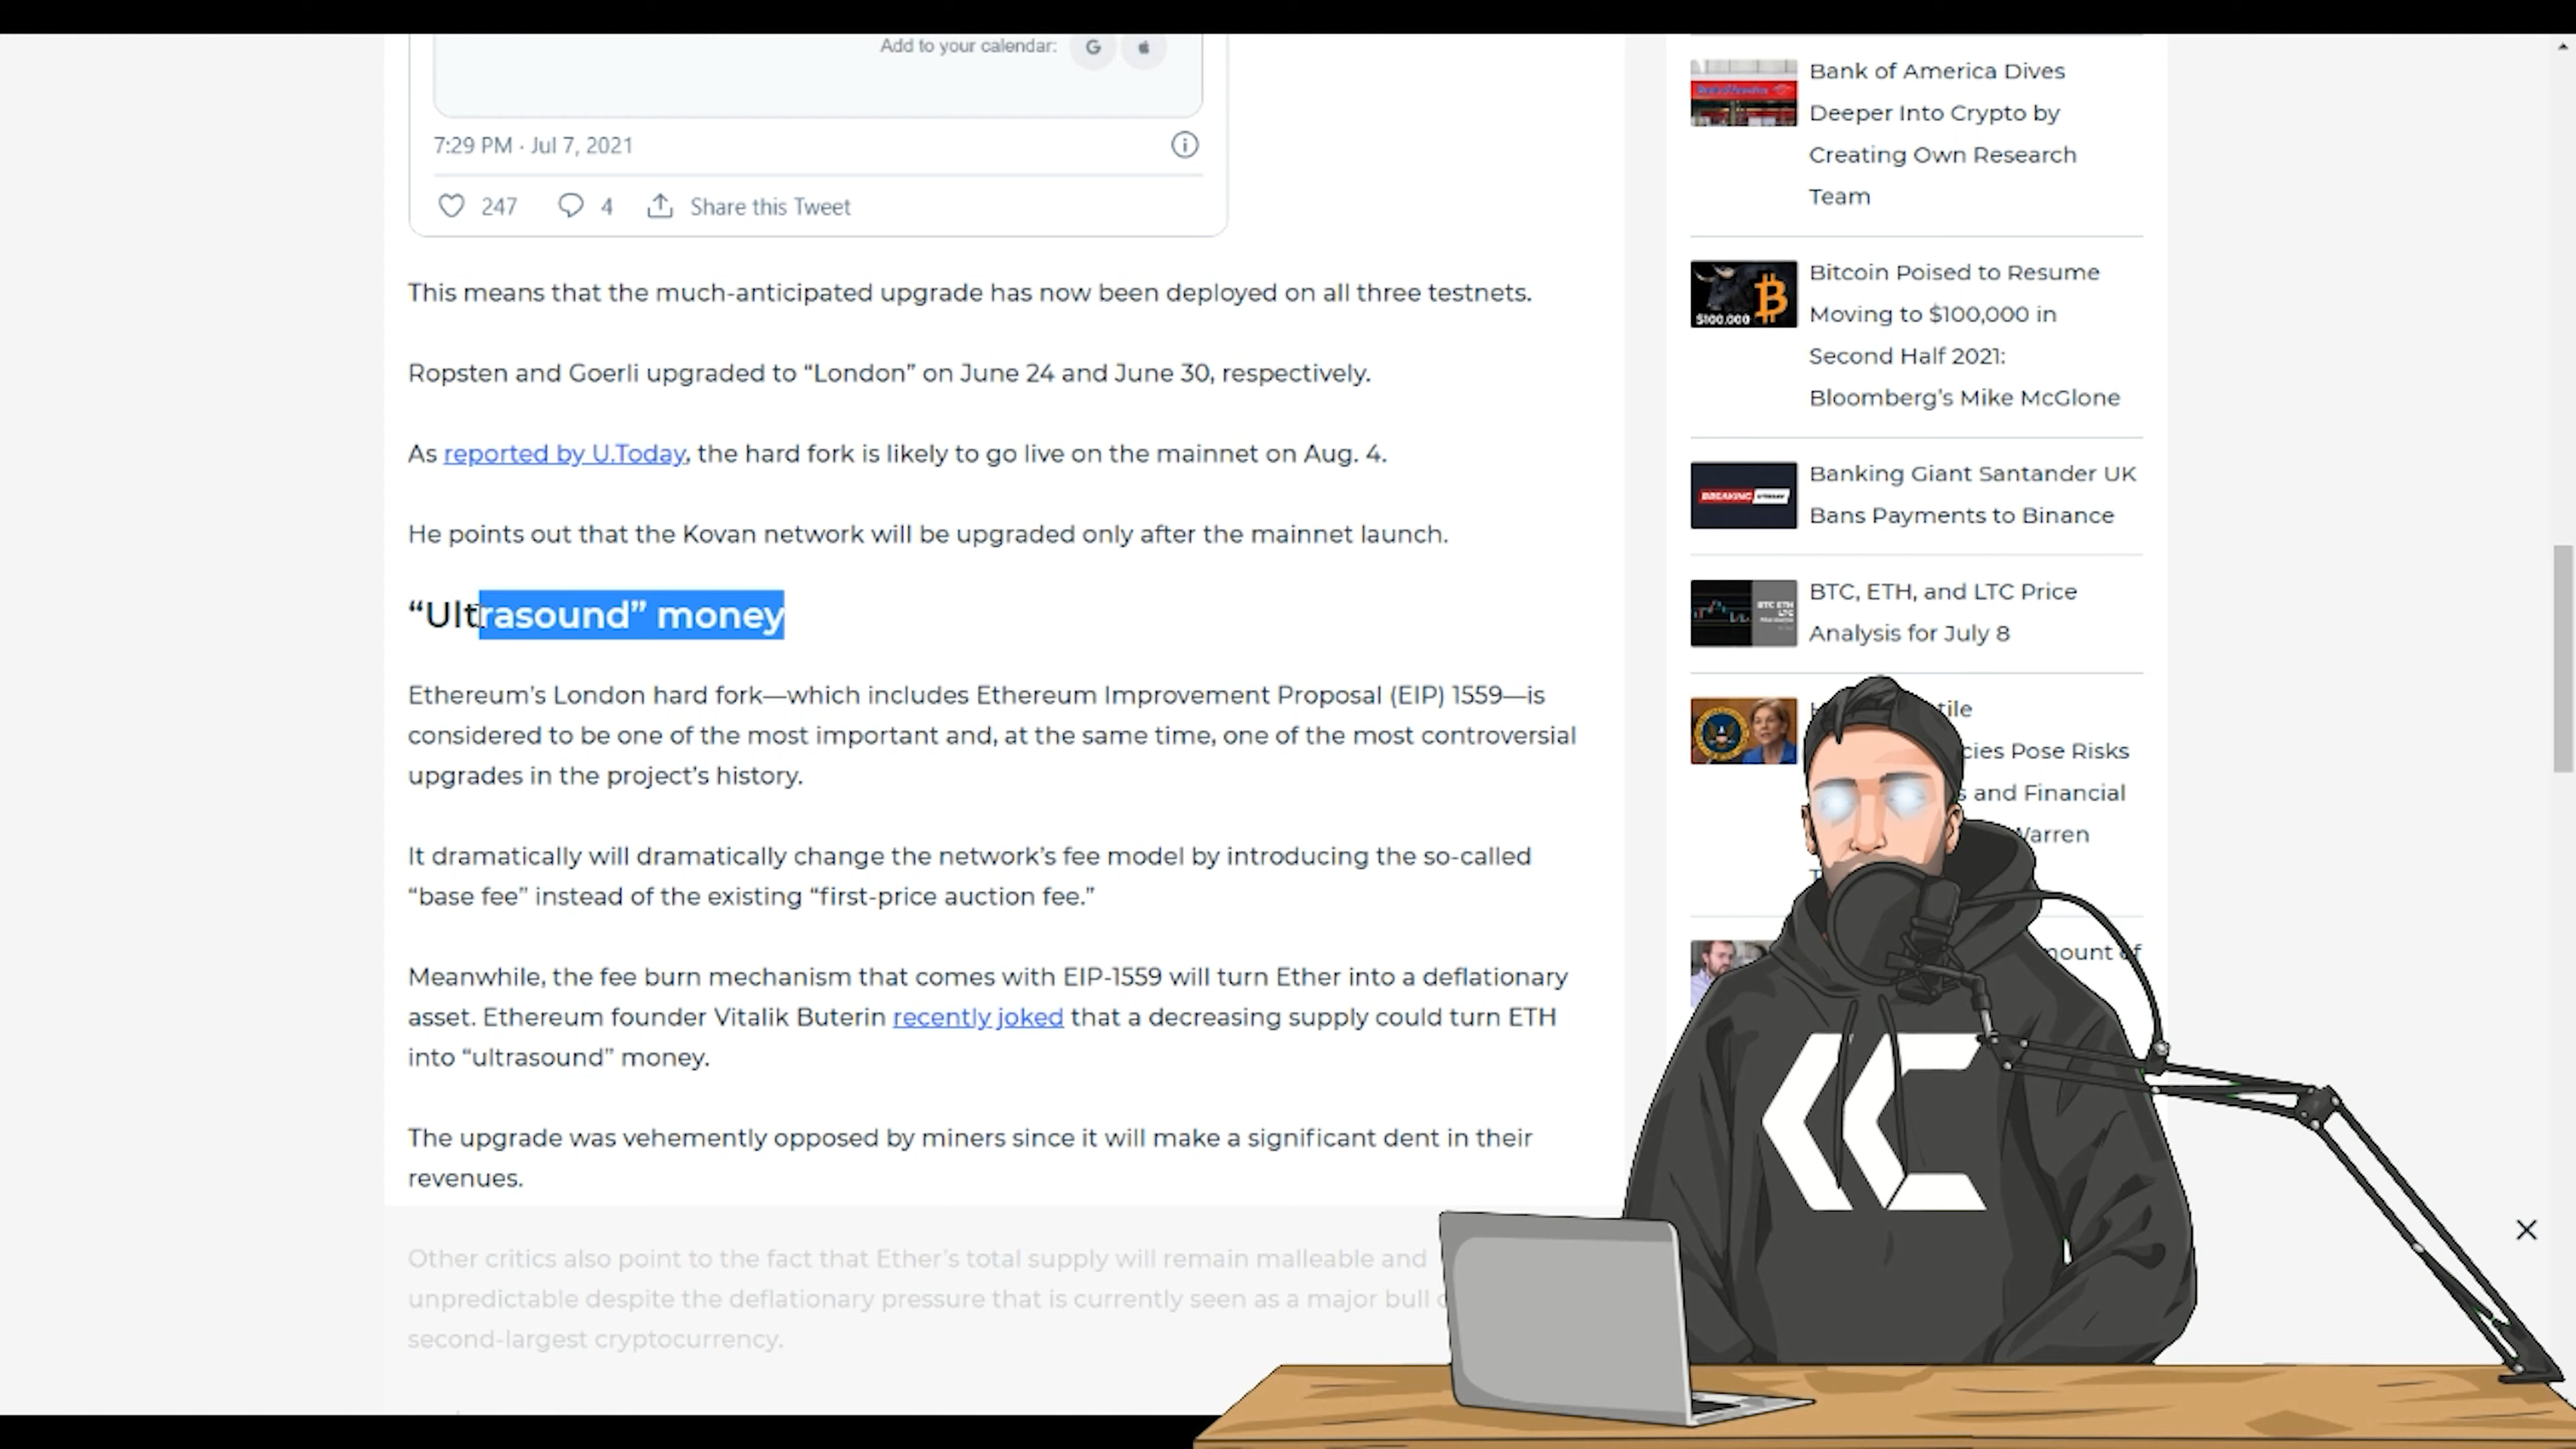 Add to your calendar:
7:29 PM · Jul 7, 2021
247 4 Share this Tweet
This means that the much-anticipated upgrade has now been deployed on all three testnets.
Ropsten and Goerli upgraded to “London” on June 24 and June 30, respectively.
As reported by U.Today, the hard fork is likely to go live on the mainnet on Aug. 4.
He points out that the Kovan network will be upgraded only after the mainnet launch.
“Ultrasound” money
Ethereum’s London hard fork—which includes Ethereum Improvement Proposal (EIP) 1559—is
considered to be one of the most important and, at the same time, one of the most controversial
upgrades in the project’s history.
It dramatically will dramatically change the network’s fee model by introducing the so-called
“base fee” instead of the existing “first-price auction fee.”
Meanwhile, the fee burn mechanism that comes with EIP-1559 will turn Ether into a deflationary
asset. Ethereum founder Vitalik Buterin recently joked that a decreasing supply could turn ETH
into “ultrasound” money.
The upgrade was vehemently opposed by miners since it will make a significant dent in their
revenues.
Other critics also point to the fact that Ether’s total supply will remain malleable and
unpredictable despite the deflationary pressure that is currently seen as a major bull
second-largest cryptocurrency.
Bank of America Dives
Deeper Into Crypto by
Creating Own Research
Team
$100,000
Bitcoin Poised to Resume
Moving to $100,000 in
Second Half 2021:
Bloomberg’s Mike McGlone
BREAKING
Banking Giant Santander UK
Bans Payments to Binance
BTC ETH
LTC
BTC, ETH, and LTC Price
Analysis for July 8
Pose Risks
and Financial
Warren